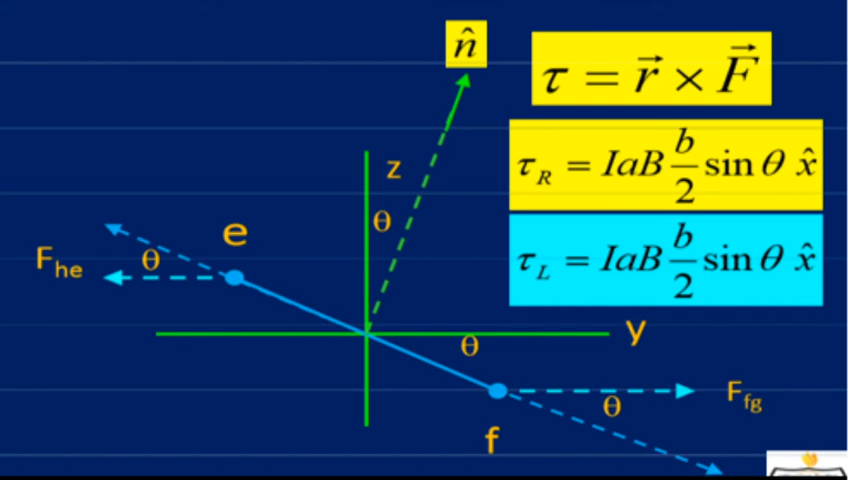 n̂
τ = r⃗ × F⃗
z
τ_R = IaB b/2 sin θ x̂
θ
e
F_he
θ
τ_L = IaB b/2 sin θ x̂
y
θ
F_fg
θ
f